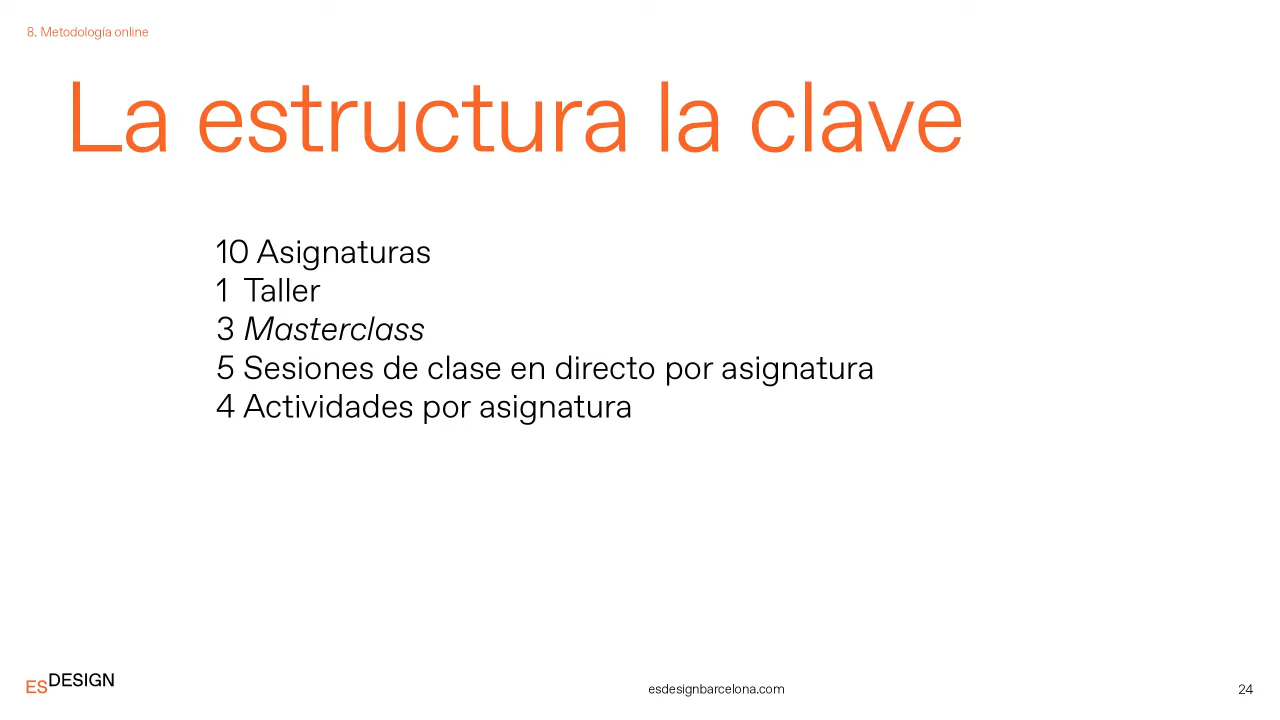 8. Metodología online
La estructura la clave
10 Asignaturas
1 Taller
3 Masterclass
5 Sesiones de clase en directo por asignatura
4 Actividades por asignatura
ESDESIGN
esdesignbarcelona.com
24